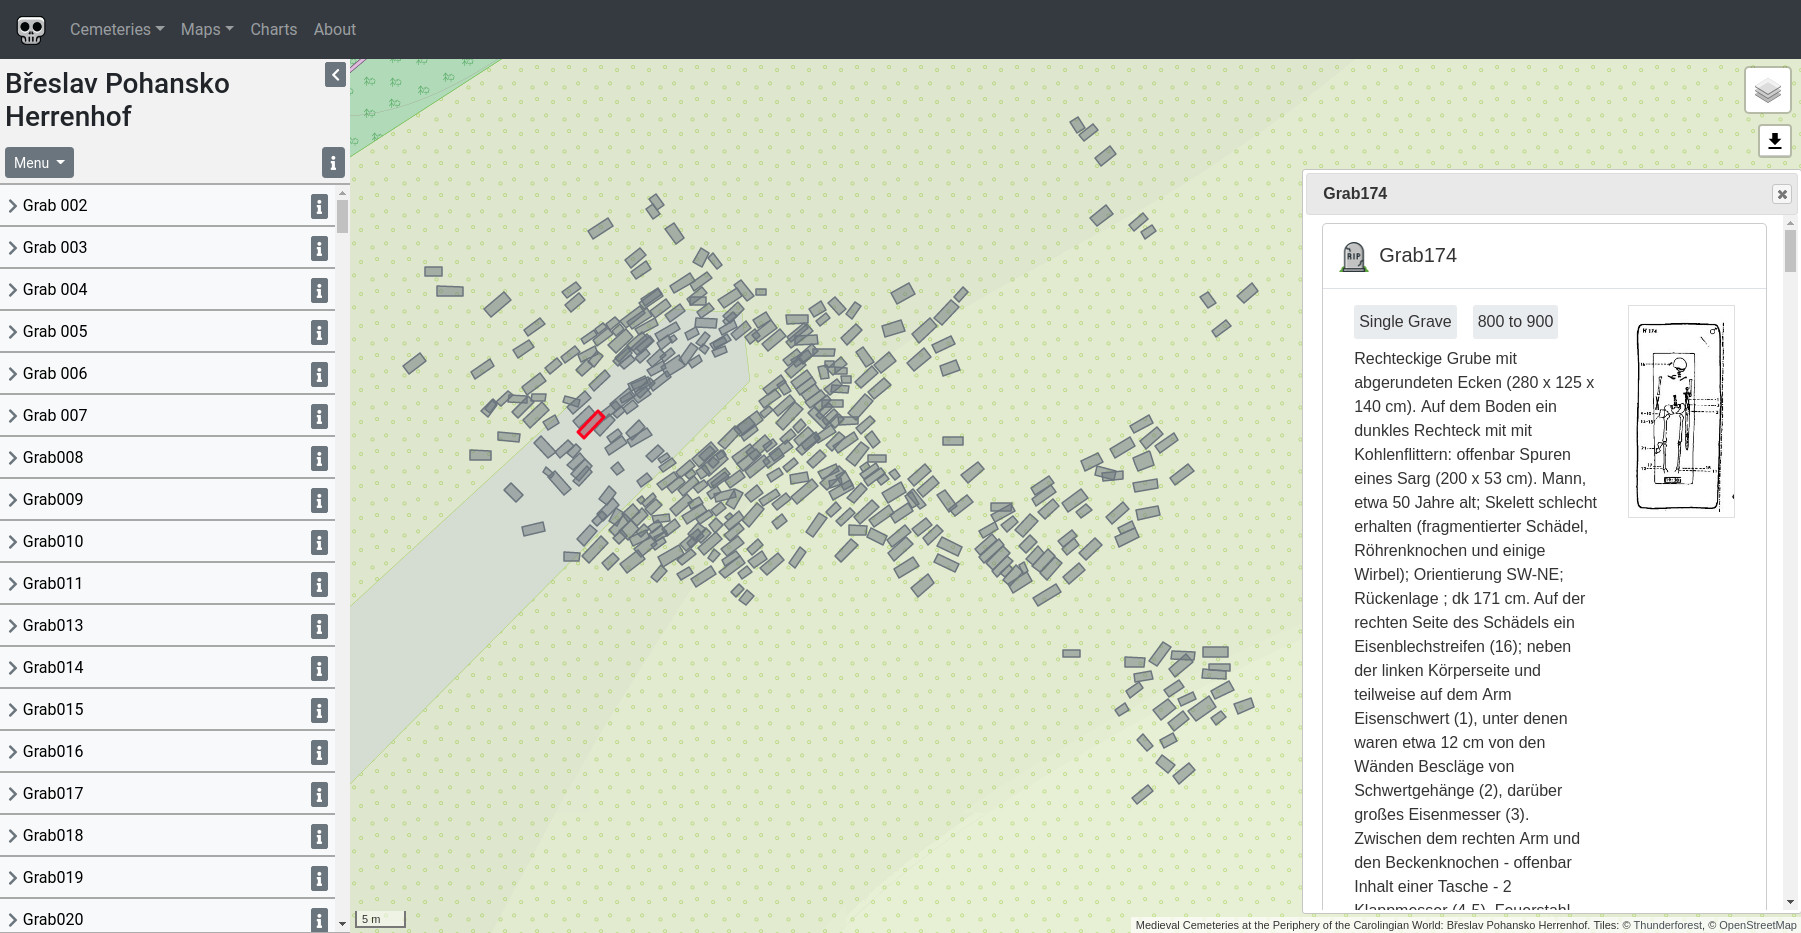 Cemeteries Maps Charts About
Břeslav Pohansko
Herrenhof
Menu
Grab 002
Grab 003
Grab 004
Grab 005
Grab 006
Grab 007
Grab008
Grab009
Grab010
Grab011
Grab013
Grab014
Grab015
Grab016
Grab017
Grab018
Grab019
Grab020
5 m
Grab174
RIP
Grab174
Single Grave 800 to 900
Rechteckige Grube mit
abgerundeten Ecken (280 x 125 x
140 cm). Auf dem Boden ein
dunkles Rechteck mit mit
Kohlenflittern: offenbar Spuren
eines Sarg (200 x 53 cm). Mann,
etwa 50 Jahre alt; Skelett schlecht
erhalten (fragmentierter Schädel,
Röhrenknochen und einige
Wirbel); Orientierung SW-NE;
Rückenlage ; dk 171 cm. Auf der
rechten Seite des Schädels ein
Eisenblechstreifen (16); neben
der linken Körperseite und
teilweise auf dem Arm
Eisenschwert (1), unter denen
waren etwa 12 cm von den
Wänden Bescläge von
Schwertgehänge (2), darüber
großes Eisenmesser (3).
Zwischen dem rechten Arm und
den Beckenknochen - offenbar
Inhalt einer Tasche - 2
Klappmesser (4-5), Feuerstahl
H 174
Medieval Cemeteries at the Periphery of the Carolingian World: Břeslav Pohansko Herrenhof. Tiles: © Thunderforest, © OpenStreetMap